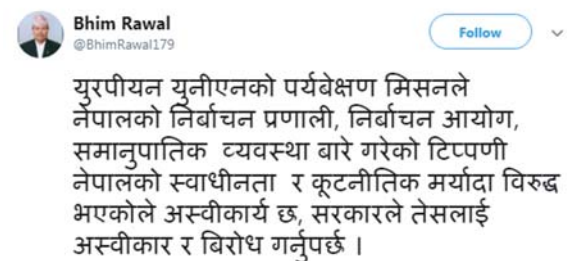 Bhim Rawal
@BhimRawal179
Follow
युरपीयन युनीएनको पर्यबेक्षण मिसनले
नेपालको निर्बाचन प्रणाली, निर्बाचन आयोग,
समानुपातिक व्यवस्था बारे गरेको टिप्पणी
नेपालको स्वाधीनता र कूटनीतिक मर्यादा विरुद्ध
भएकोले अस्वीकार्य छ, सरकारले तेसलाई
अस्वीकार र बिरोध गर्नुपर्छ ।